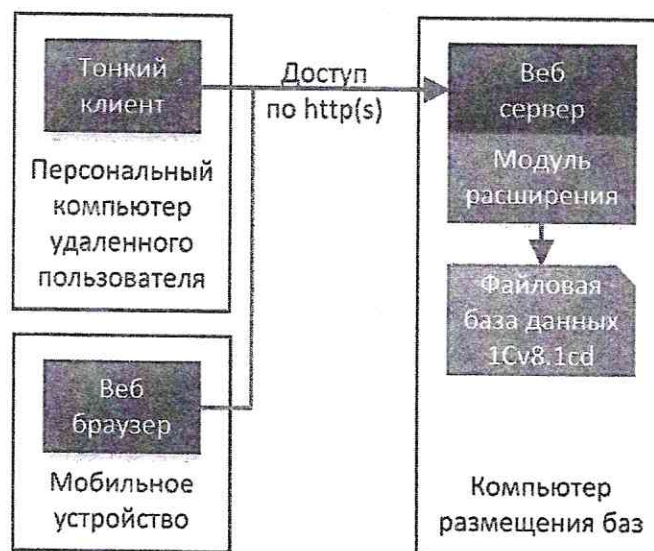 Тонкий
клиент
Персональный
компьютер
удаленного
пользователя
Доступ
по http(s)
Веб
сервер
Модуль
расширения
Файловая
база данных
1Cv8.1cd
Веб
браузер
Мобильное
устройство
Компьютер
размещения баз